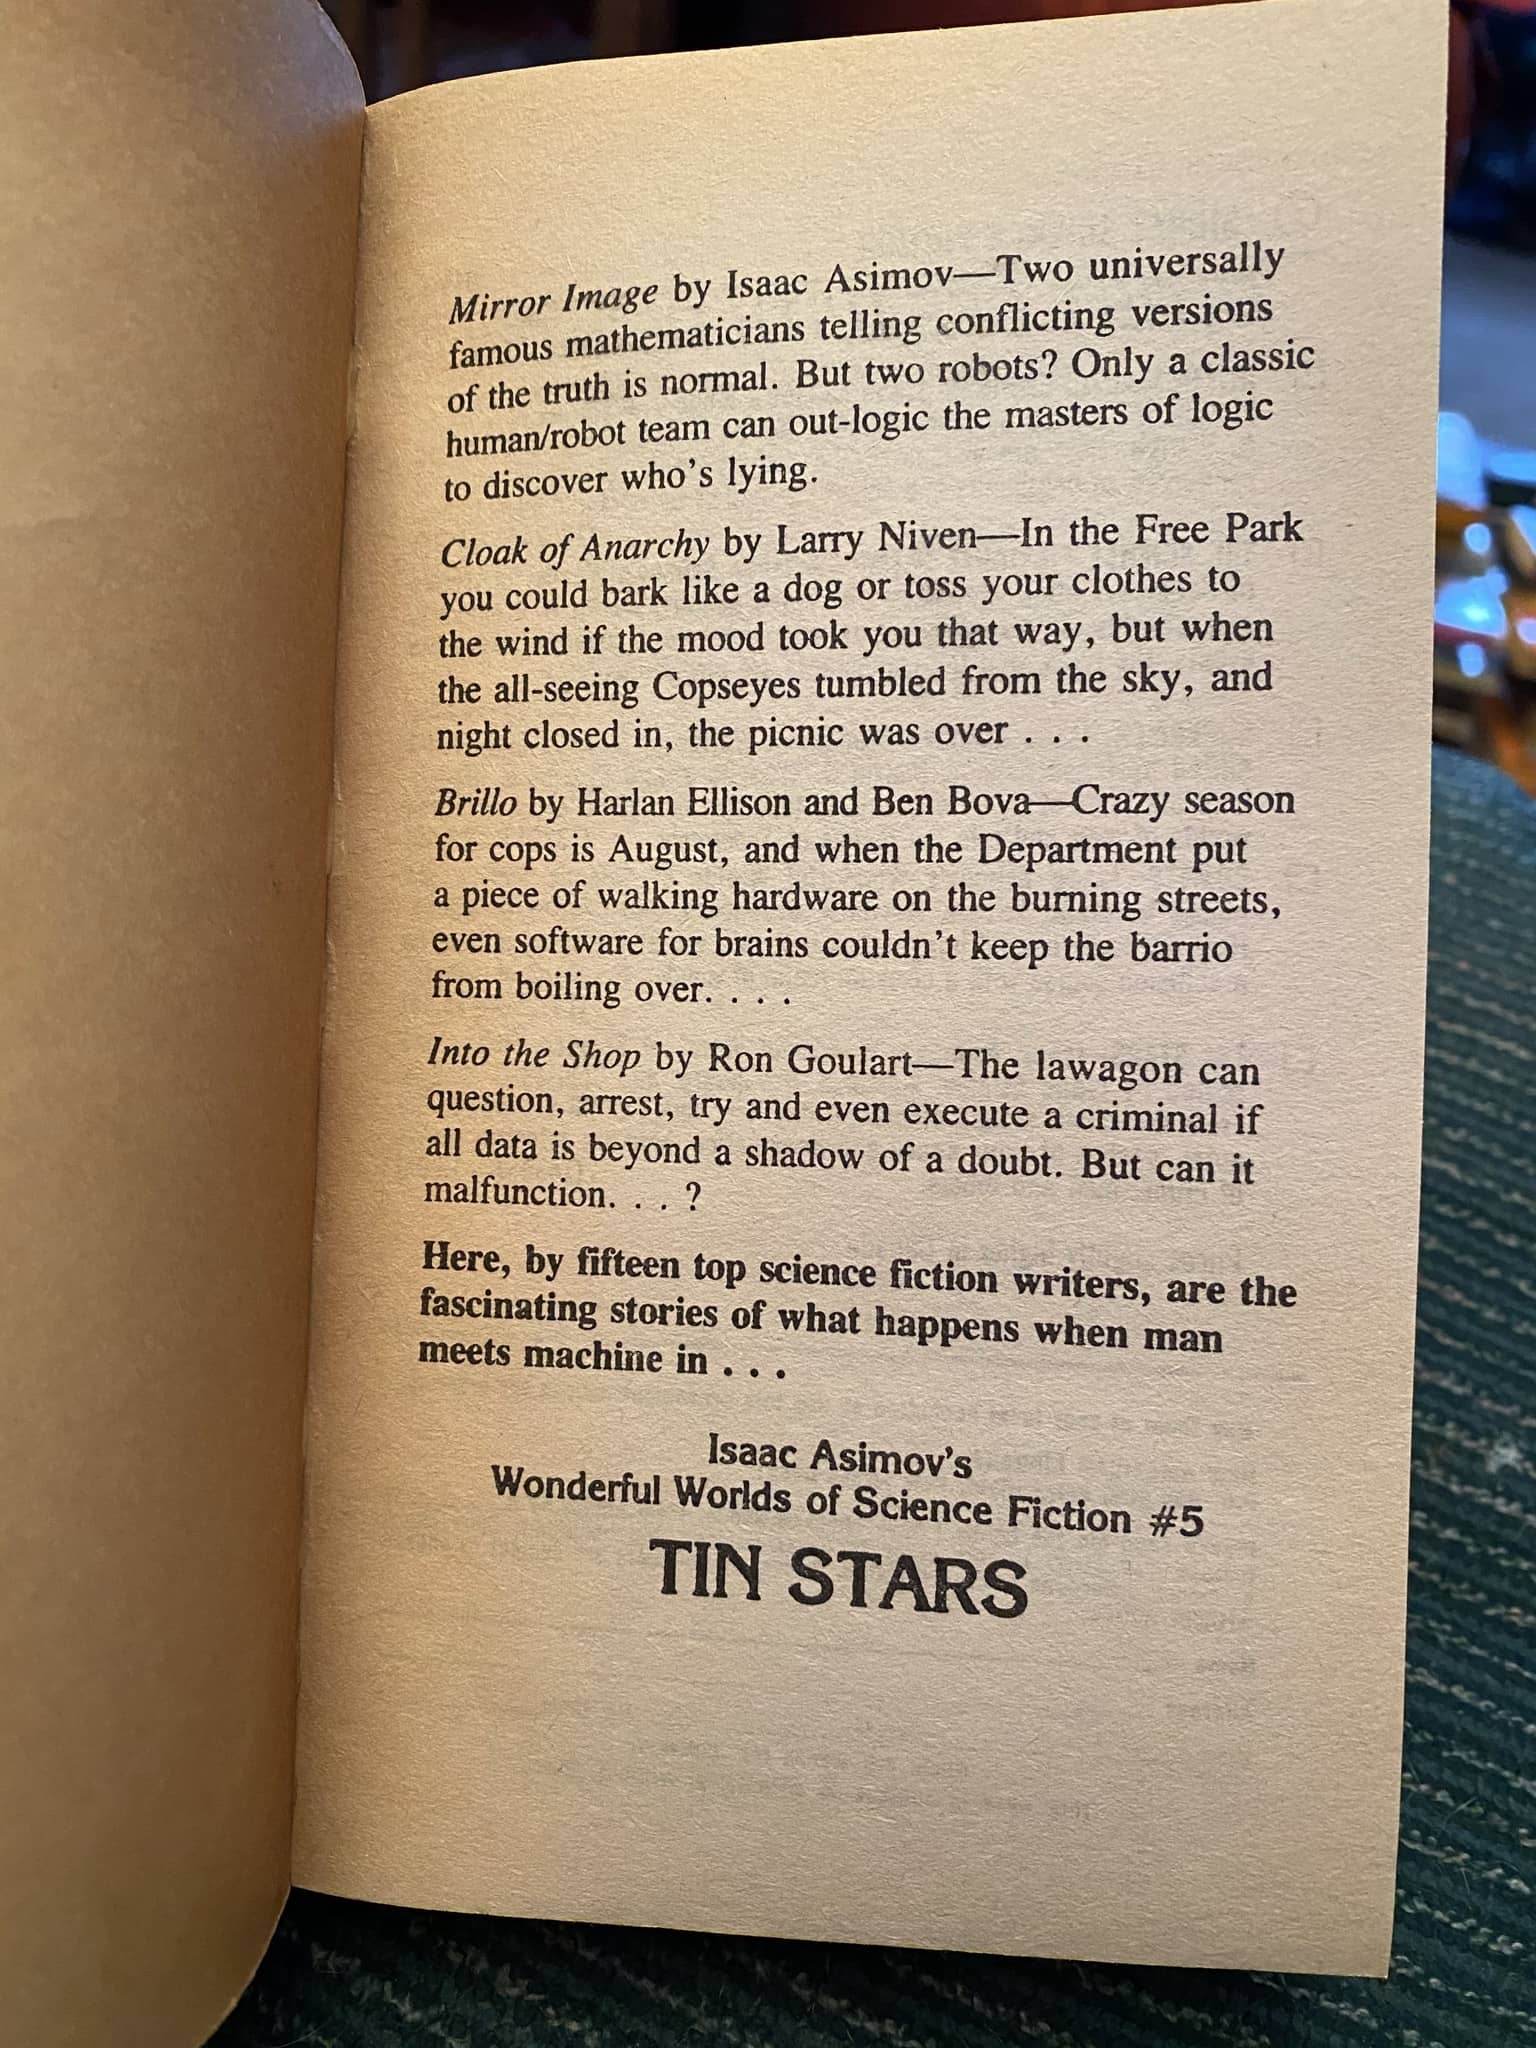 Mirror Image by Isaac Asimov—Two universally
famous mathematicians telling conflicting versions
of the truth is normal. But two robots? Only a classic
human/robot team can out-logic the masters of logic
to discover who's lying.
Cloak of Anarchy by Larry Niven—In the Free Park
you could bark like a dog or toss your clothes to
the wind if the mood took you that way, but when
the all-seeing Copseyes tumbled from the sky, and
night closed in, the picnic was over . . .
Brillo by Harlan Ellison and Ben Bova—Crazy season
for cops is August, and when the Department put
a piece of walking hardware on the burning streets,
even software for brains couldn't keep the barrio
from boiling over. . . .
Into the Shop by Ron Goulart—The lawagon can
question, arrest, try and even execute a criminal if
all data is beyond a shadow of a doubt. But can it
malfunction. . . ?
Here, by fifteen top science fiction writers, are the
fascinating stories of what happens when man
meets machine in . . .
Isaac Asimov's
Wonderful Worlds of Science Fiction #5
TIN STARS